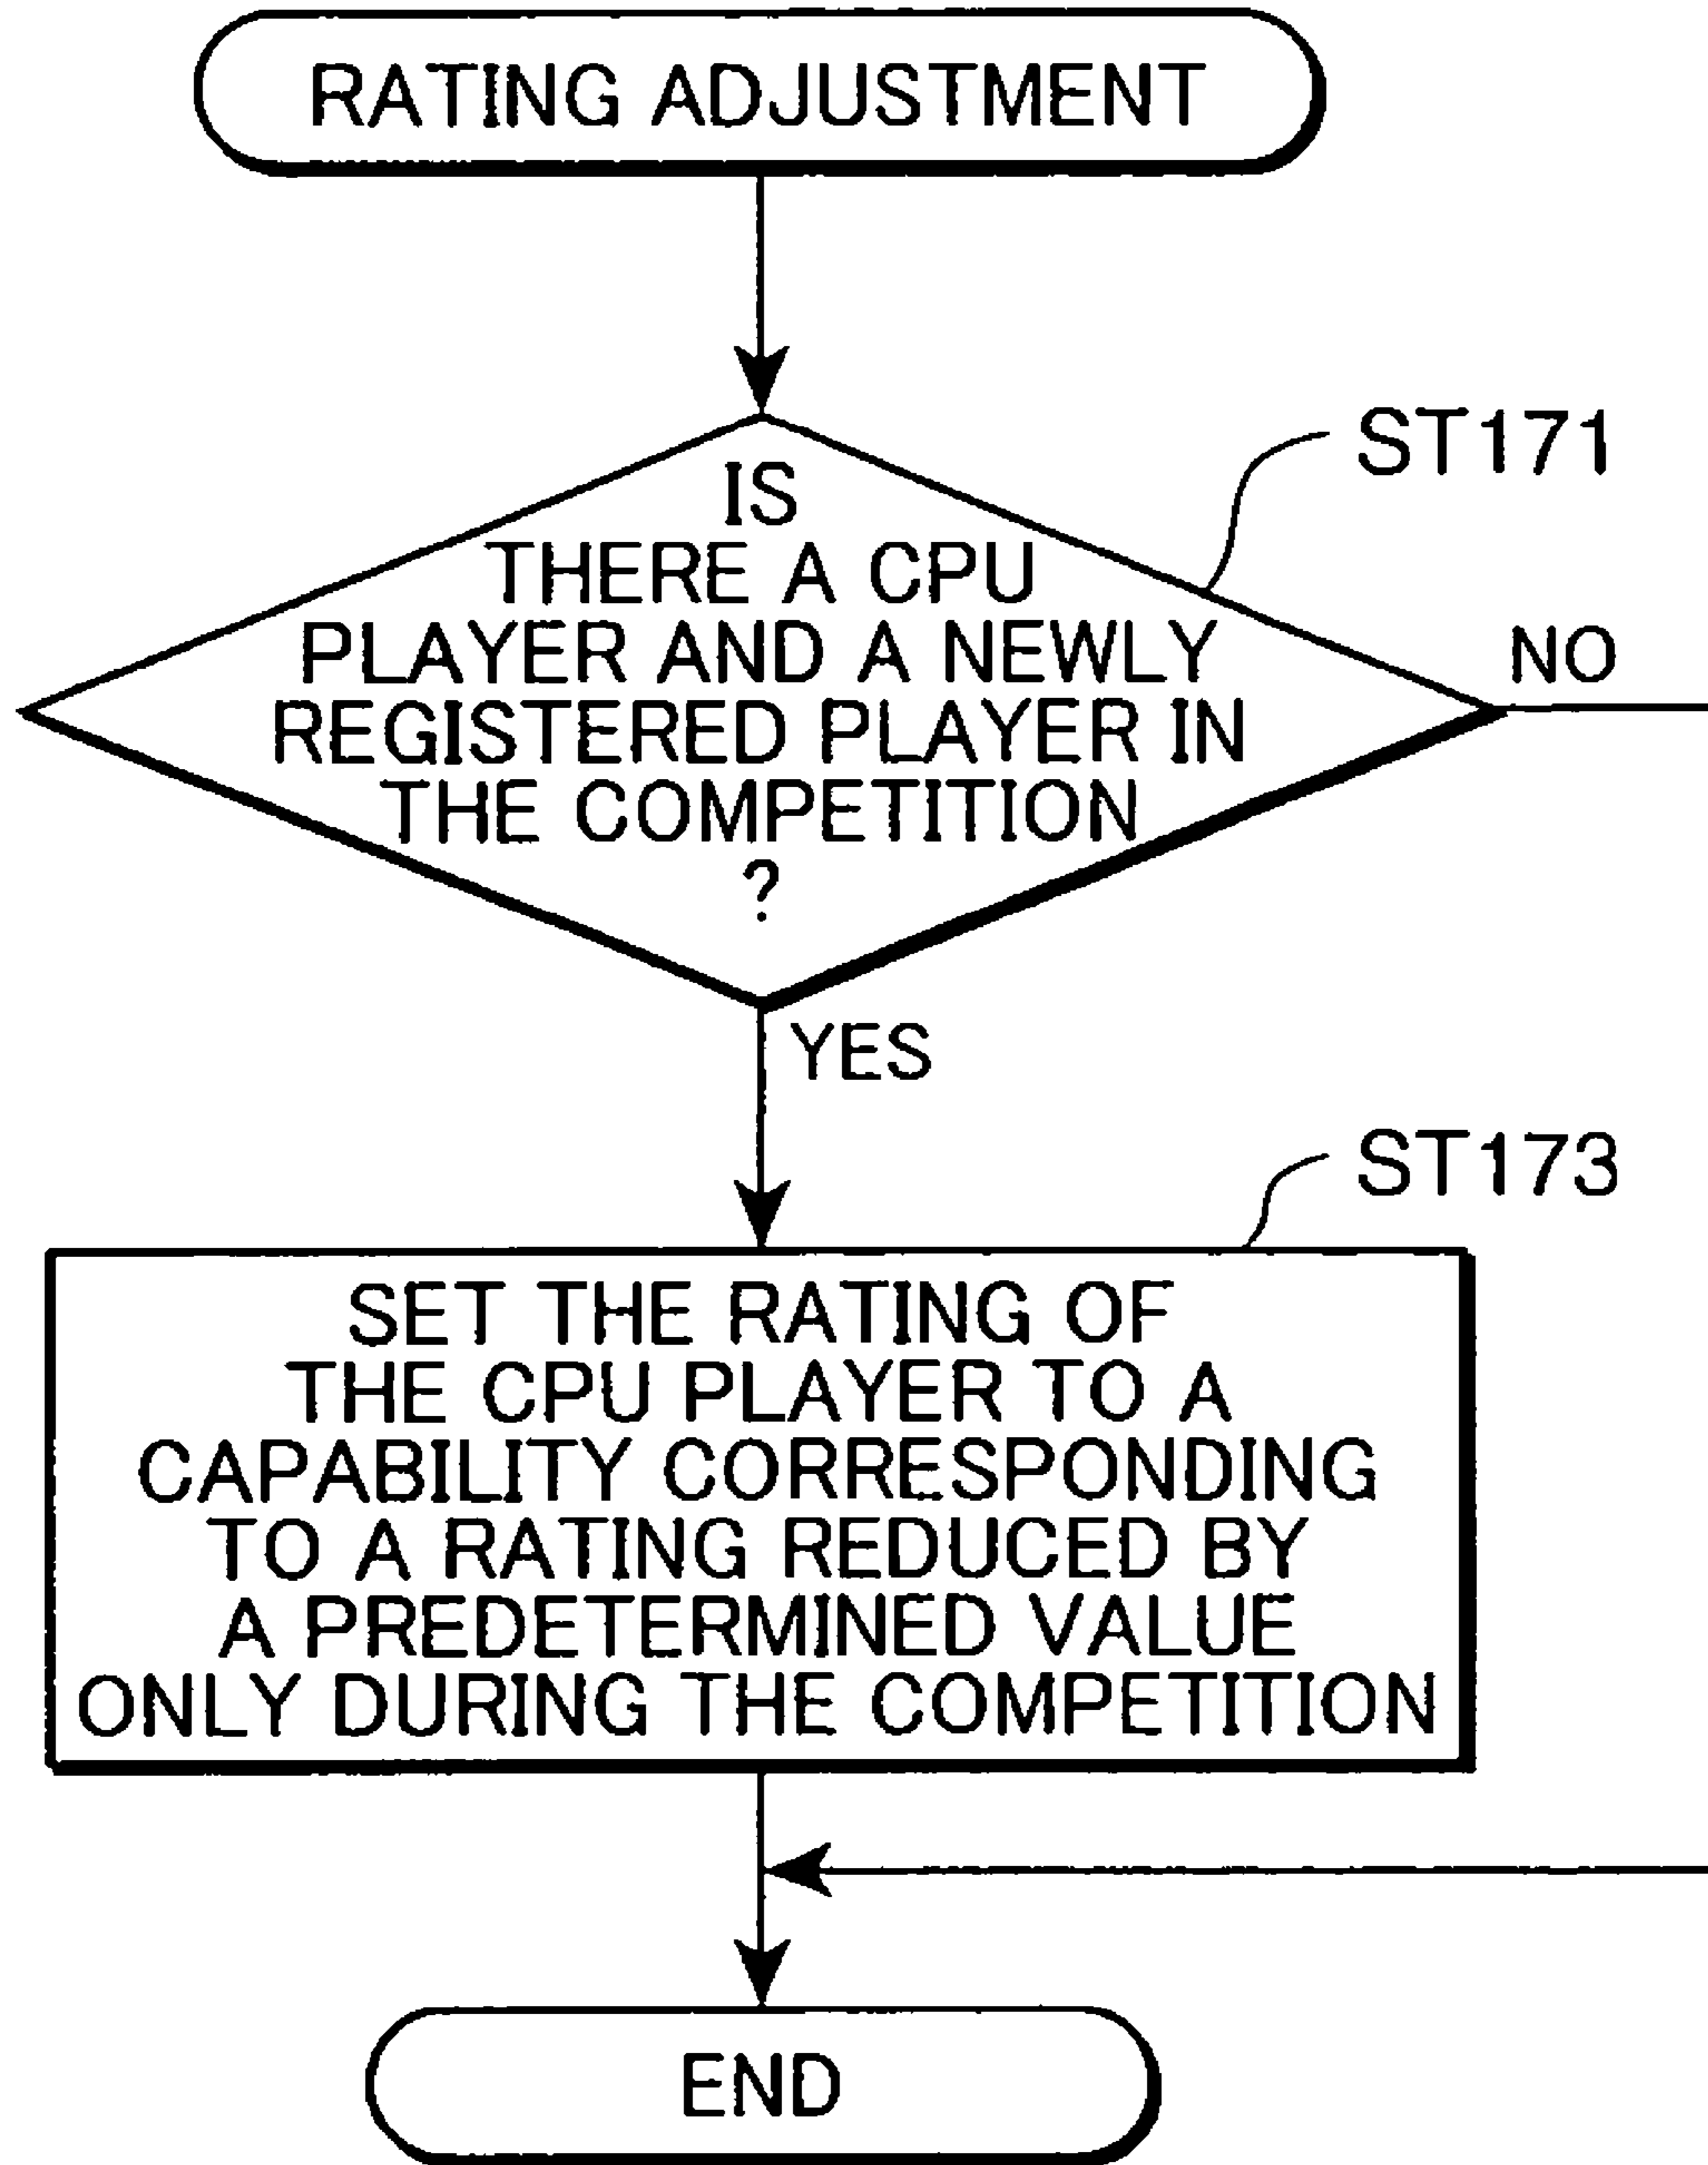 RATING ADJUSTMENT
ST171
IS
THERE A CPU
PLAYER AND A NEWLY
REGISTERED PLAYER IN
THE COMPETITION
?
NO
YES
ST173
SET THE RATING OF
THE CPU PLAYER TO A
CAPABILITY CORRESPONDING
TO A RATING REDUCED BY
A PREDETERMINED VALUE
ONLY DURING THE COMPETITION
END